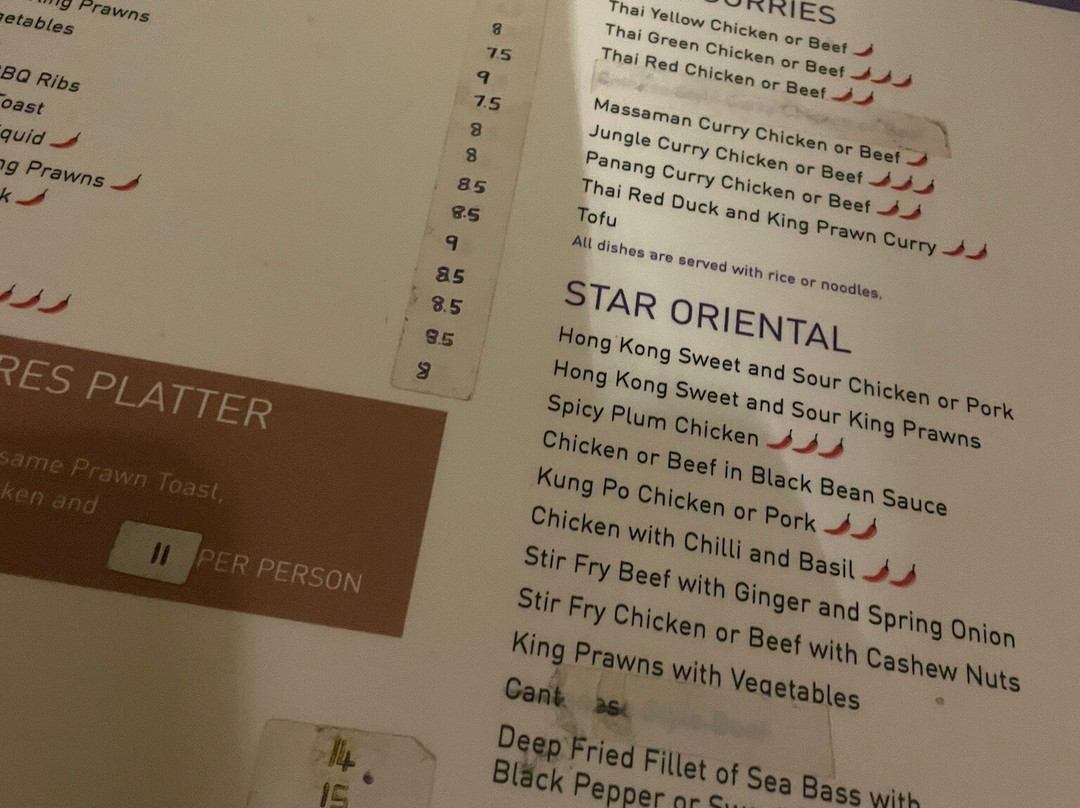 ing Prawns
getables
BQ Ribs
Toast
quid
ng Prawns
k
8
7.5
9
7.5
8
8
8.5
8.5
9
8.5
8.5
8.5
8
RES PLATTER
same Prawn Toast,
ken and
11 PER PERSON
14
15
CURRIES
Thai Yellow Chicken or Beef
Thai Green Chicken or Beef
Thai Red Chicken or Beef
Massaman Curry Chicken or Beef
Jungle Curry Chicken or Beef
Panang Curry Chicken or Beef
Thai Red Duck and King Prawn Curry
Tofu
All dishes are served with rice or noodles.
STAR ORIENTAL
Hong Kong Sweet and Sour Chicken or Pork
Hong Kong Sweet and Sour King Prawns
Spicy Plum Chicken
Chicken or Beef in Black Bean Sauce
Kung Po Chicken or Pork
Chicken with Chilli and Basil
Stir Fry Beef with Ginger and Spring Onion
Stir Fry Chicken or Beef with Cashew Nuts
King Prawns with Vegetables
Cant
Deep Fried Fillet of Sea Bass with
Black Pepper or